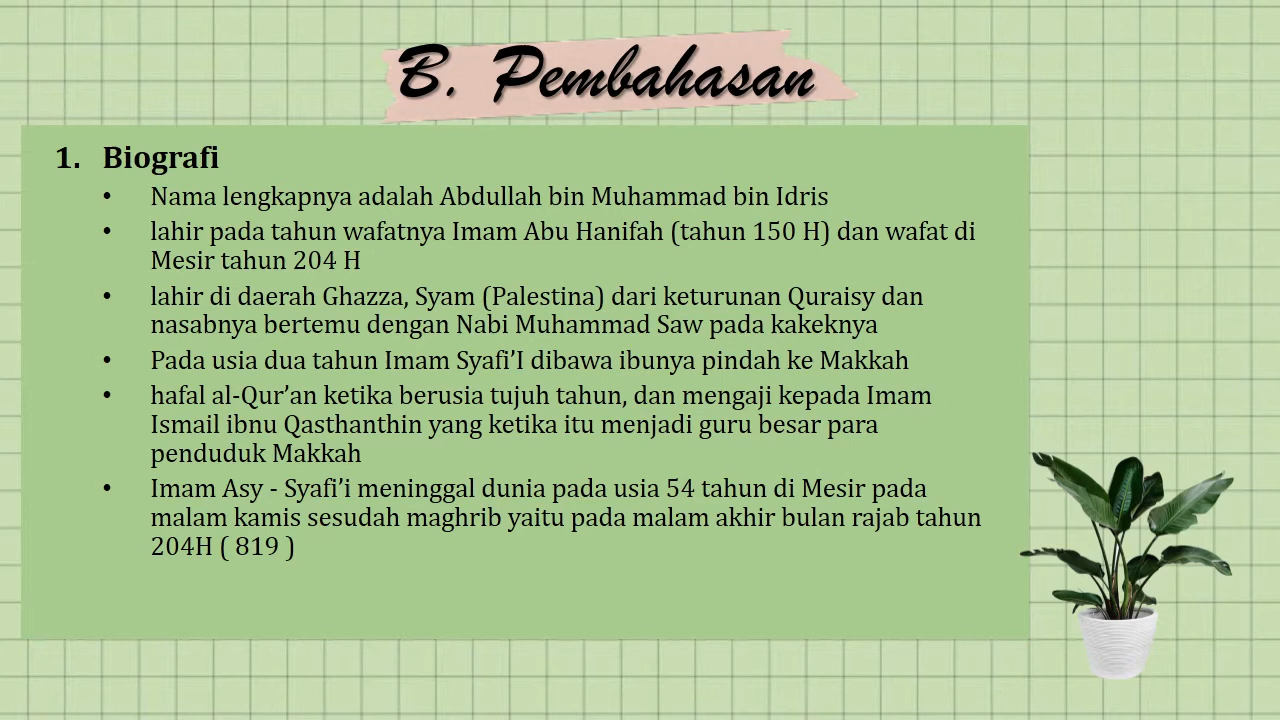 B. Pembahasan
1. Biografi
• Nama lengkapnya adalah Abdullah bin Muhammad bin Idris
• lahir pada tahun wafatnya Imam Abu Hanifah (tahun 150 H) dan wafat di
Mesir tahun 204 H
• lahir di daerah Ghazza, Syam (Palestina) dari keturunan Quraisy dan
nasabnya bertemu dengan Nabi Muhammad Saw pada kakeknya
• Pada usia dua tahun Imam Syafi’I dibawa ibunya pindah ke Makkah
• hafal al-Qur’an ketika berusia tujuh tahun, dan mengaji kepada Imam
Ismail ibnu Qasthanthin yang ketika itu menjadi guru besar para
penduduk Makkah
• Imam Asy - Syafi’i meninggal dunia pada usia 54 tahun di Mesir pada
malam kamis sesudah maghrib yaitu pada malam akhir bulan rajab tahun
204H ( 819 )